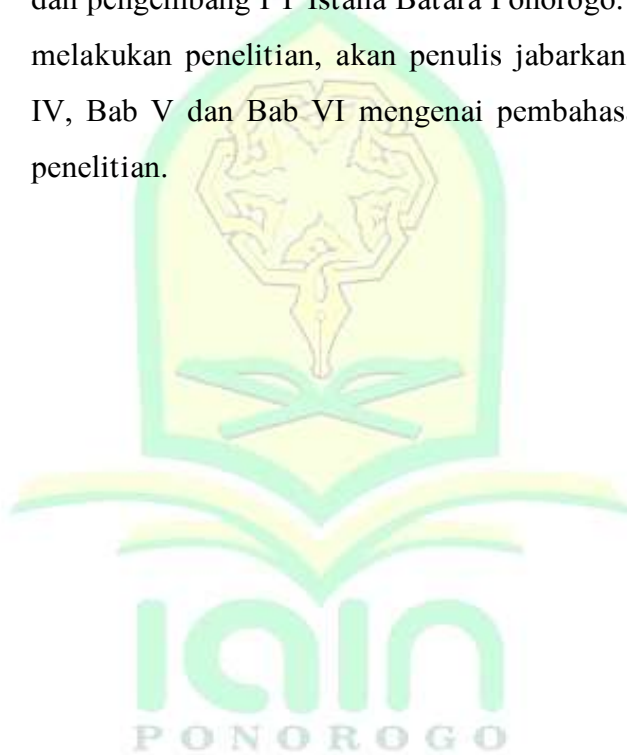 dan pengembang PT Istana Batara Ponorogo.
melakukan penelitian, akan penulis jabarkan
IV, Bab V dan Bab VI mengenai pembahas
penelitian.
iain
PONOROGO